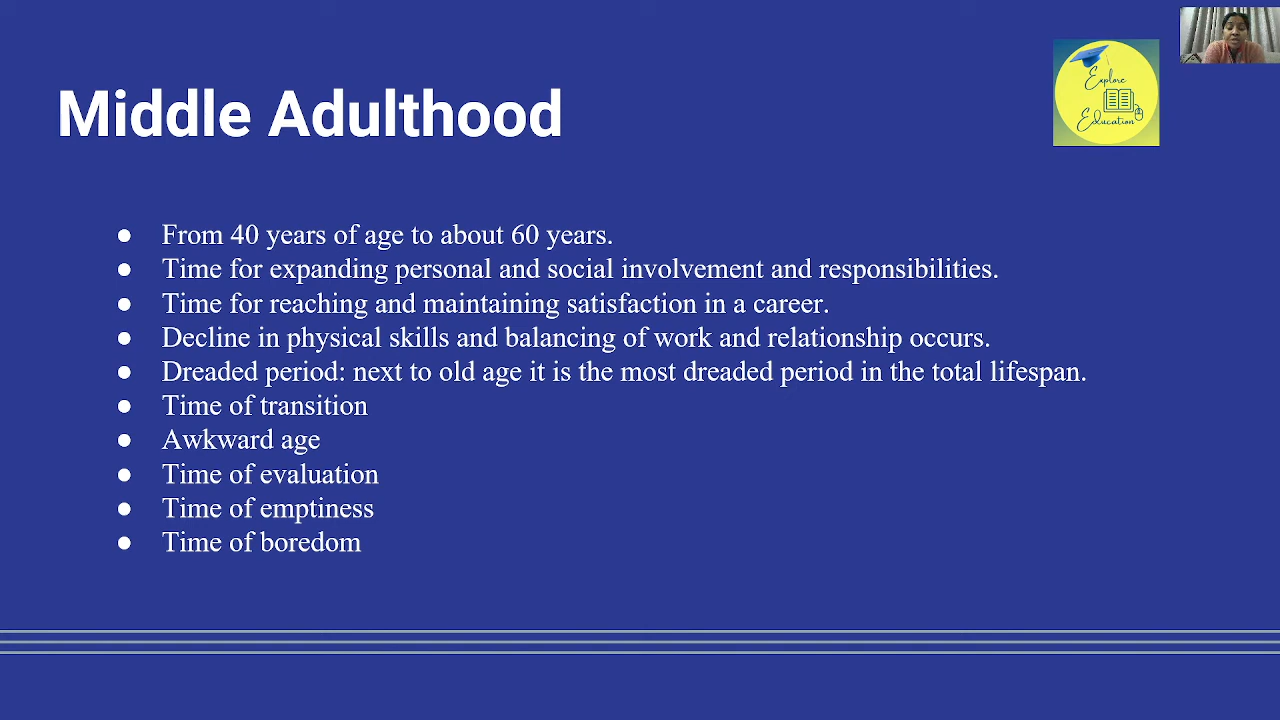 Middle Adulthood
Explore
Education
● From 40 years of age to about 60 years.
● Time for expanding personal and social involvement and responsibilities.
● Time for reaching and maintaining satisfaction in a career.
● Decline in physical skills and balancing of work and relationship occurs.
● Dreaded period: next to old age it is the most dreaded period in the total lifespan.
● Time of transition
● Awkward age
● Time of evaluation
● Time of emptiness
● Time of boredom